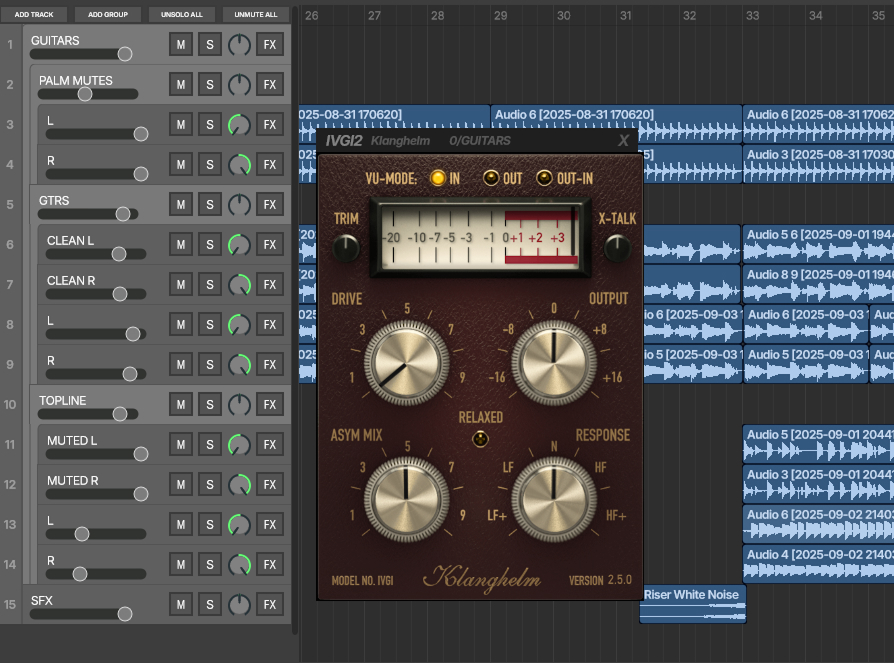 ADD TRACK ADD GROUP UNSOLO ALL UNMUTE ALL
26 27 28 29 30 31 32 33 34 35
1 GUITARS M S FX
2 PALM MUTES M S FX
3 L M S FX
025-08-31 170620] Audio 6 [2025-08-31 170620] Audio 6 [2025-08-31 17062
4 R M S FX
5] Audio 3 [2025-08-31 17030
5 GTRS M S FX
6 CLEAN L M S FX
Audio 5 6 [2025-09-01 1944
7 CLEAN R M S FX
Audio 8 9 [2025-09-01 1944
8 L M S FX
io 6 [2025-09-03 1 Audio 6 [2025-09-03 1 Aud
9 R M S FX
io 5 [2025-09-03 1 Audio 5 [2025-09-03 1
10 TOPLINE M S FX
11 MUTED L M S FX
Audio 5 [2025-09-01 20441
12 MUTED R M S FX
Audio 3 [2025-09-01 20441
13 L M S FX
Audio 6 [2025-09-02 21403
14 R M S FX
Audio 4 [2025-09-02 21403
15 SFX M S FX
Riser White Noise
IVGI2 Klanghelm 0/GUITARS X
VU-MODE: IN OUT OUT-IN
TRIM X-TALK
-20 -10 -7 -5 -3 -1 0 +1 +2 +3
DRIVE OUTPUT
1 3 5 7 9
-16 -8 0 +8 +16
RELAXED
ASYM MIX RESPONSE
1 3 5 7 9
LF+ LF N HF HF+
MODEL NO. IVGI Klanghelm VERSION 2.5.0